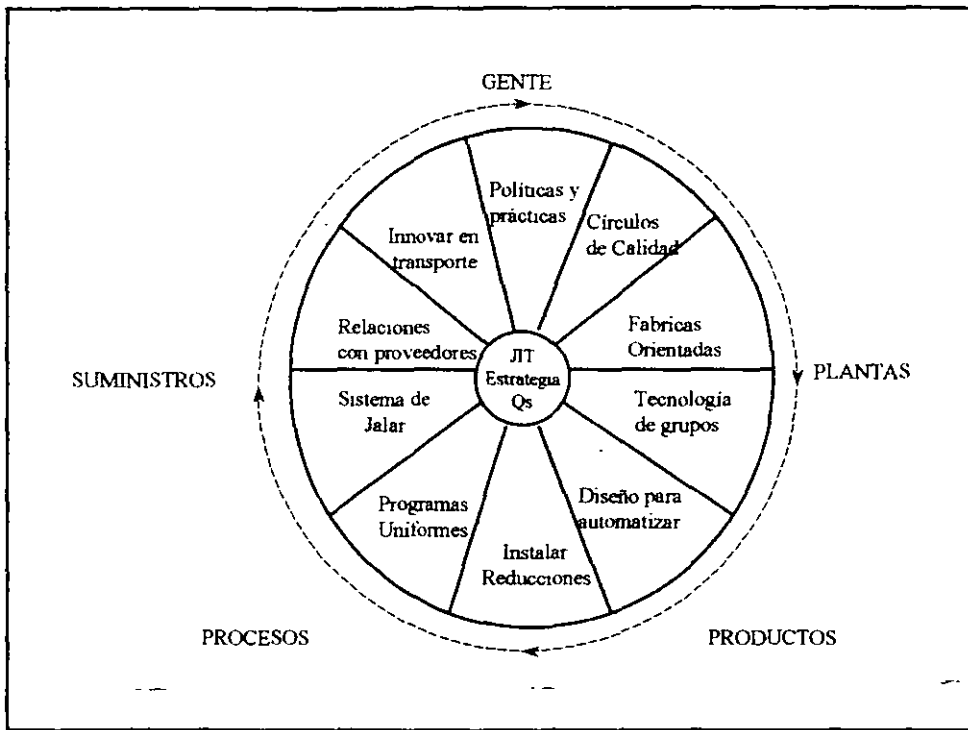 GENTE
Políticas y
prácticas
Círculos
de Calidad
Innovar en
transporte
Fabricas
Orientadas
Relaciones
con proveedores
JIT
Estrategia
Qs
PLANTAS
SUMINISTROS
Sistema de
Jalar
Tecnología
de grupos
Programas
Uniformes
Diseño para
automatizar
Instalar
Reducciones
PROCESOS
PRODUCTOS